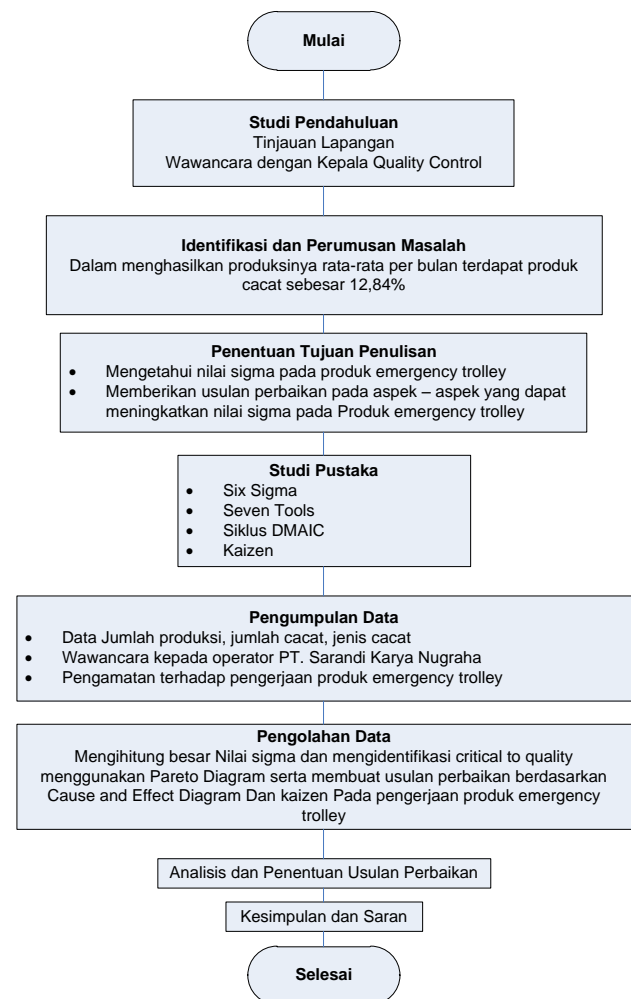 Mulai
Studi Pendahuluan
Tinjauan Lapangan
Wawancara dengan Kepala Quality Control
Identifikasi dan Perumusan Masalah
Dalam menghasilkan produksinya rata-rata per bulan terdapat produk
cacat sebesar 12,84%
Penentuan Tujuan Penulisan
• Mengetahui nilai sigma pada produk emergency trolley
• Memberikan usulan perbaikan pada aspek – aspek yang dapat
meningkatkan nilai sigma pada Produk emergency trolley
Studi Pustaka
• Six Sigma
• Seven Tools
• Siklus DMAIC
• Kaizen
Pengumpulan Data
• Data Jumlah produksi, jumlah cacat, jenis cacat
• Wawancara kepada operator PT. Sarandi Karya Nugraha
• Pengamatan terhadap pengerjaan produk emergency trolley
Pengolahan Data
Mengihitung besar Nilai sigma dan mengidentifikasi critical to quality
menggunakan Pareto Diagram serta membuat usulan perbaikan berdasarkan
Cause and Effect Diagram Dan kaizen Pada pengerjaan produk emergency
trolley
Analisis dan Penentuan Usulan Perbaikan
Kesimpulan dan Saran
Selesai